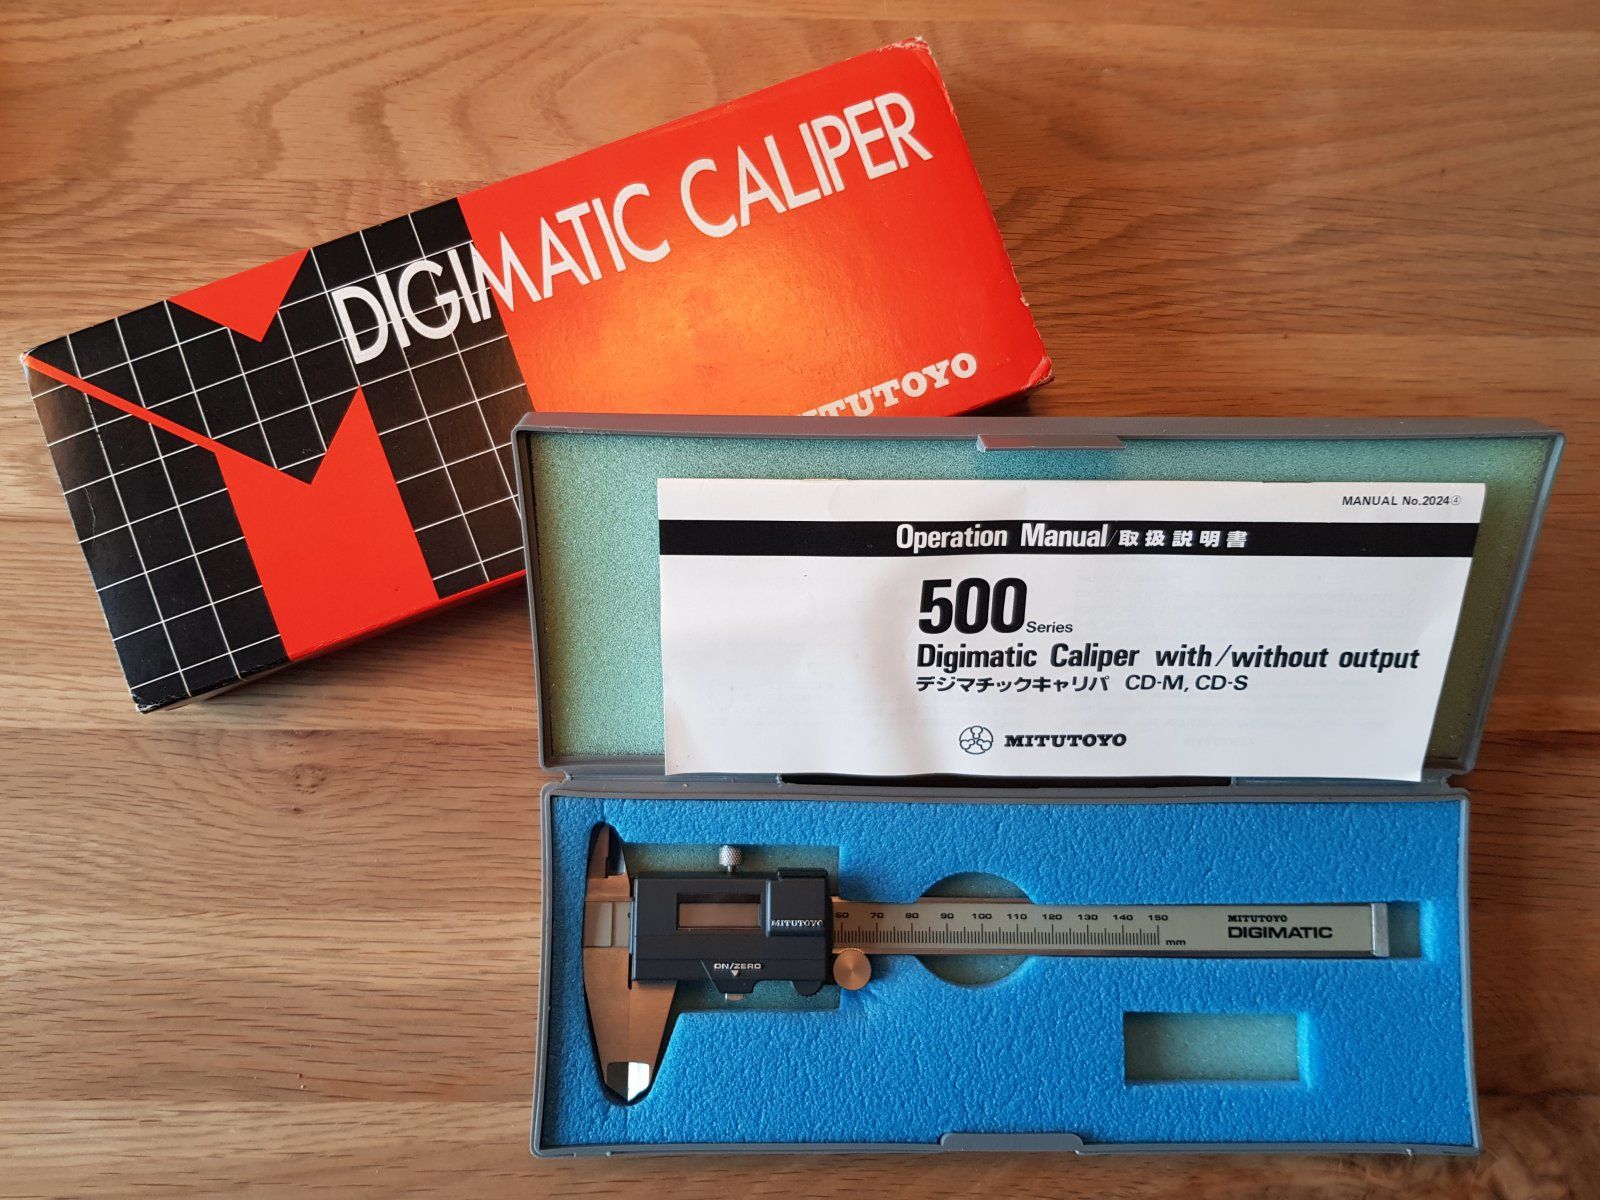 DIGIMATIC CALIPER
MITUTOYO
MANUAL No.2024④
Operation Manual/取扱説明書
500 Series
Digimatic Caliper with/without output
デジマチックキャリパ CD-M, CD-S
MITUTOYO
MITUTOYO
ON/ZERO
60 70 80 90 100 110 120 130 140 150
mm
MITUTOYO
DIGIMATIC